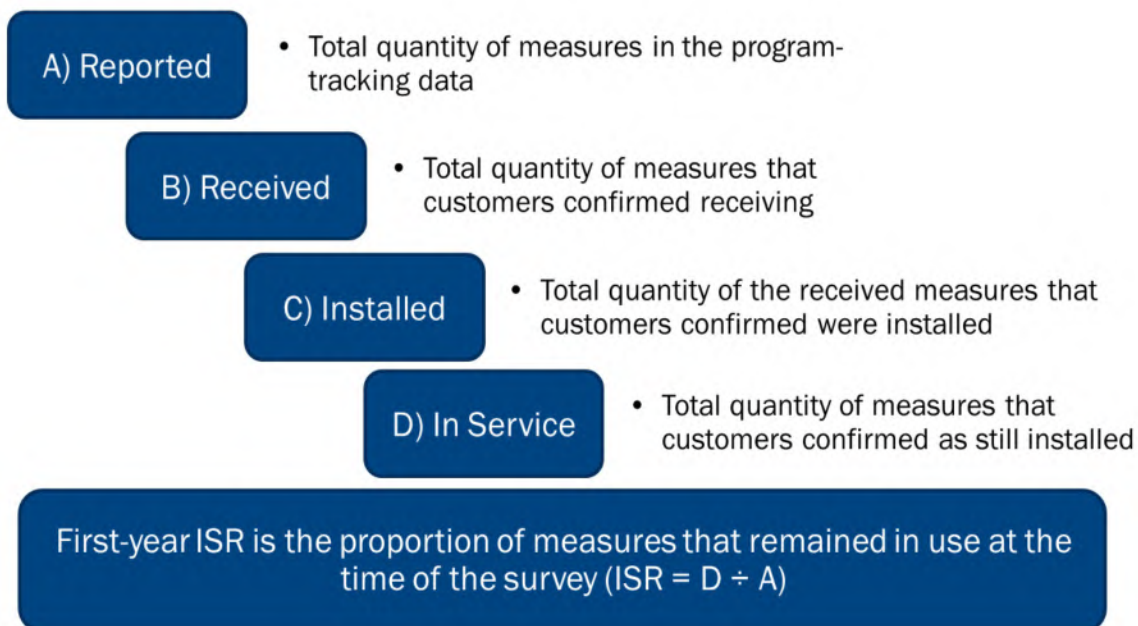 A) Reported
• Total quantity of measures in the program-
tracking data
B) Received
• Total quantity of measures that
customers confirmed receiving
C) Installed
• Total quantity of the received measures that
customers confirmed were installed
D) In Service
• Total quantity of measures that
customers confirmed as still installed
First-year ISR is the proportion of measures that remained in use at the
time of the survey (ISR = D ÷ A)